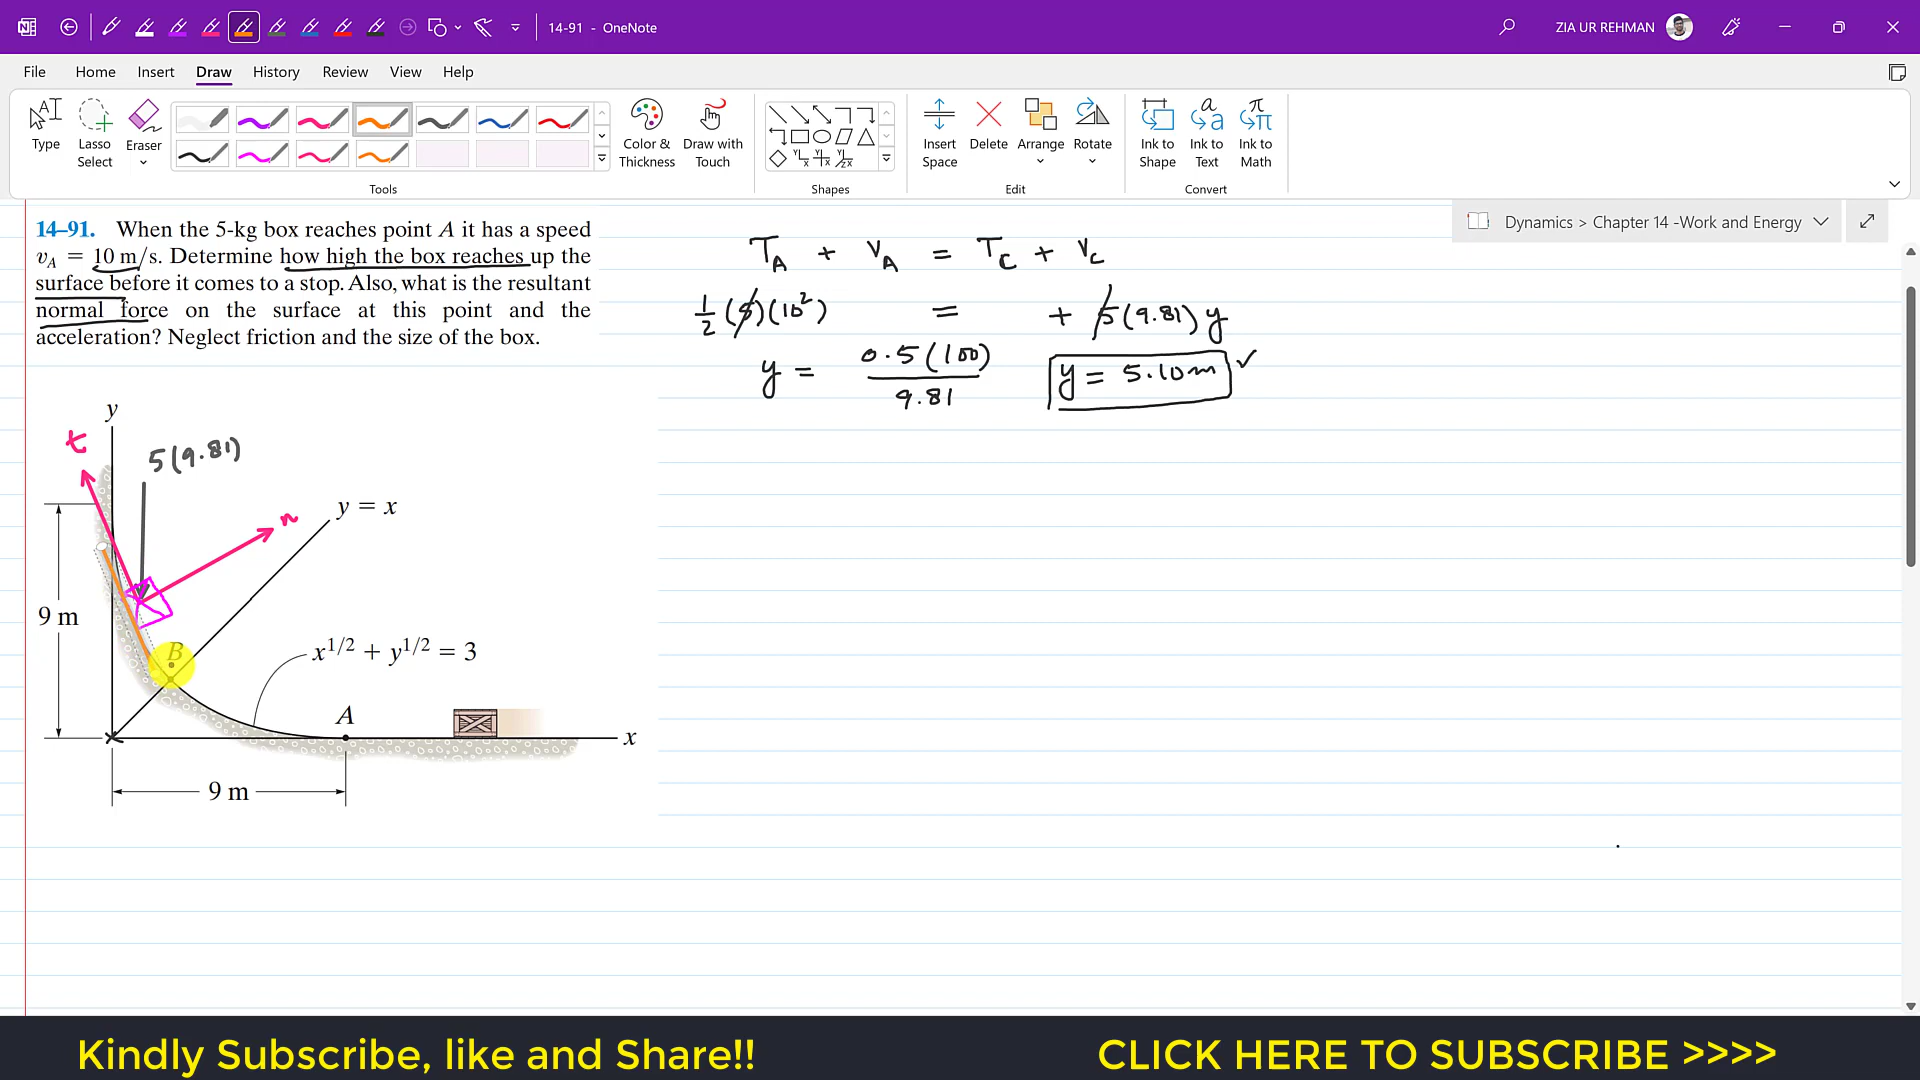 14-91 - OneNote
ZIA UR REHMAN
File Home Insert Draw History Review View Help
Type
Lasso Select
Eraser
Color & Thickness
Draw with Touch
Insert Space
Delete
Arrange
Rotate
Ink to Shape
Ink to Text
Ink to Math
Tools
Shapes
Edit
Convert
Dynamics > Chapter 14 -Work and Energy
14–91. When the 5-kg box reaches point A it has a speed
vA = 10 m/s. Determine how high the box reaches up the
surface before it comes to a stop. Also, what is the resultant
normal force on the surface at this point and the
acceleration? Neglect friction and the size of the box.
T_A + V_A = T_C + V_C
1/2 (5)(10²) = + 5(9.81) y
y = 0.5(100) / 9.81
y = 5.10m ✓
y
t
5(9.81)
n
y = x
9 m
B
x^1/2 + y^1/2 = 3
A
x
9 m
Kindly Subscribe, like and Share!!
CLICK HERE TO SUBSCRIBE >>>>